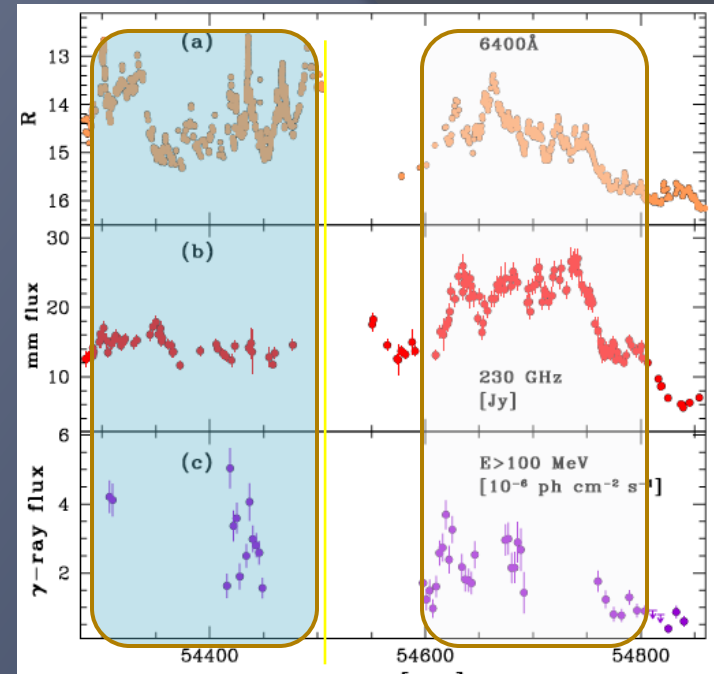 (a)
6400Å
13
14
15
16
R
(b)
30
20
10
mm flux
230 GHz
[Jy]
(c)
E>100 MeV
[10⁻⁶ ph cm⁻² s⁻¹]
6
4
2
γ-ray flux
54400 54600 54800